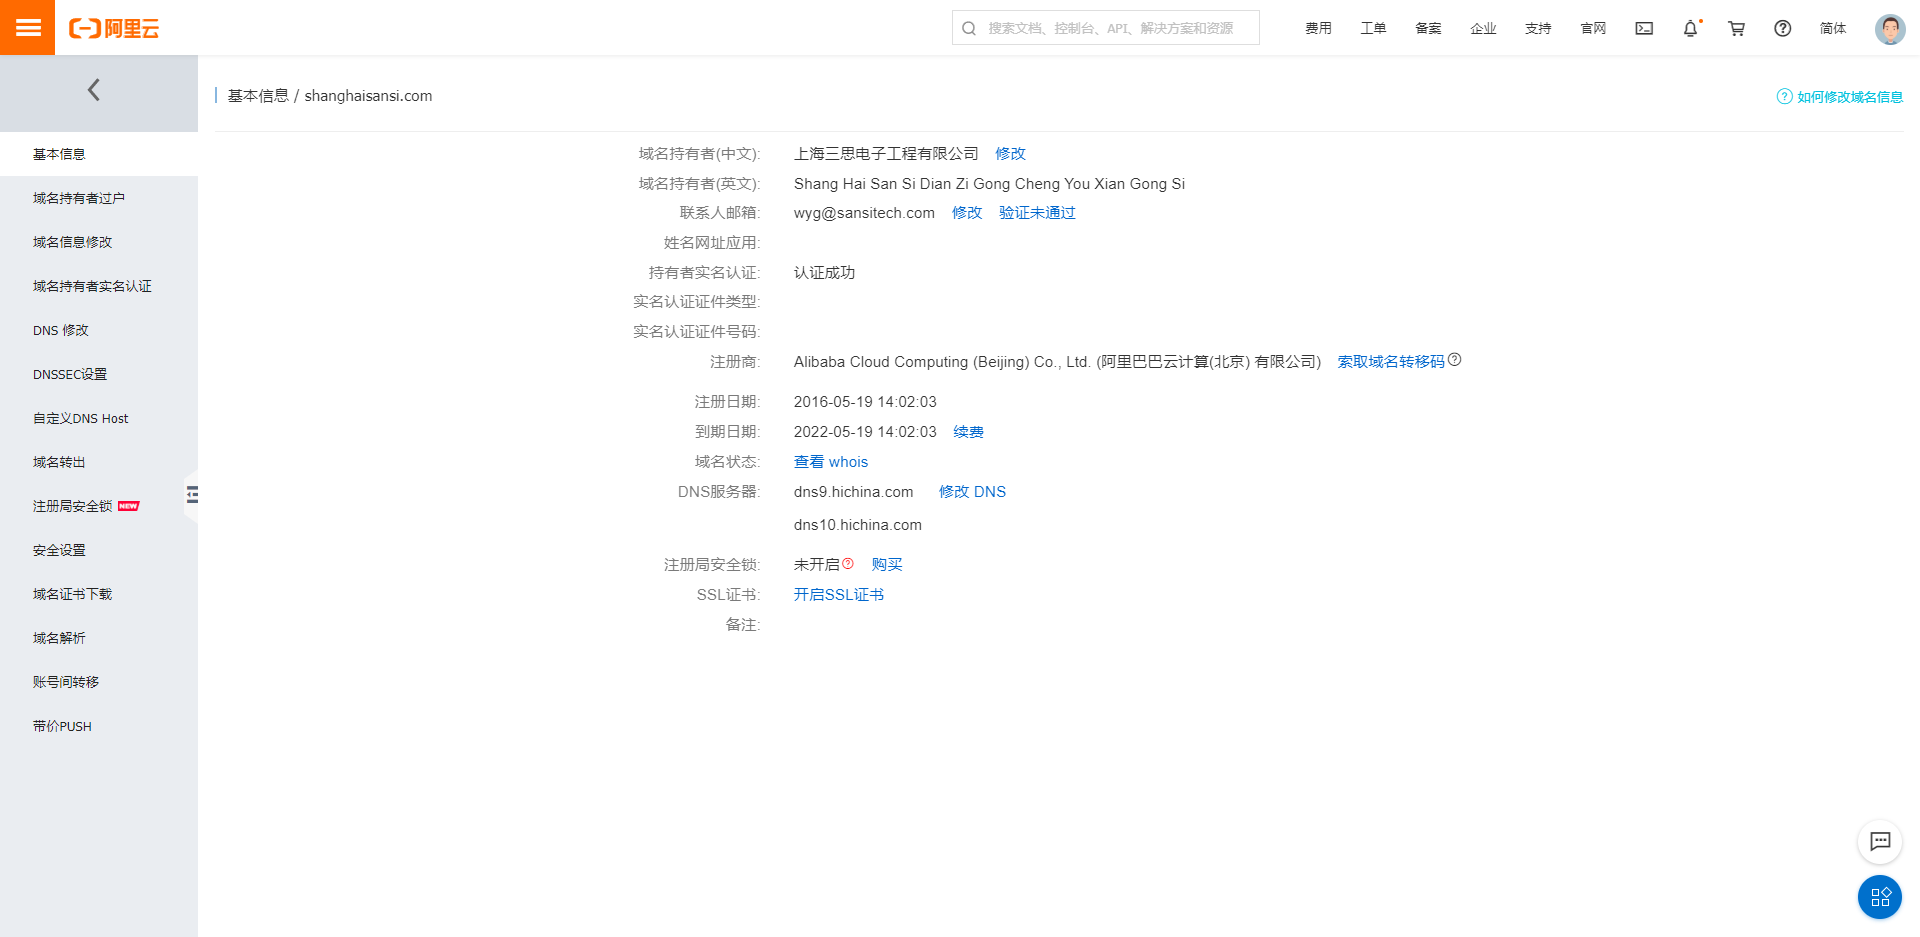 阿里云
搜索文档、控制台、API、解决方案和资源
费用 工单 备案 企业 支持 官网 简体
基本信息 / shanghaisansi.com
如何修改域名信息
基本信息
域名持有者过户
域名信息修改
域名持有者实名认证
DNS 修改
DNSSEC设置
自定义DNS Host
域名转出
注册局安全锁 NEW
安全设置
域名证书下载
域名解析
账号间转移
带价PUSH
域名持有者(中文): 上海三思电子工程有限公司 修改
域名持有者(英文): Shang Hai San Si Dian Zi Gong Cheng You Xian Gong Si
联系人邮箱: wyg@sansitech.com 修改 验证未通过
姓名网址应用:
持有者实名认证: 认证成功
实名认证证件类型:
实名认证证件号码:
注册商: Alibaba Cloud Computing (Beijing) Co., Ltd. (阿里巴巴云计算(北京) 有限公司) 索取域名转移码
注册日期: 2016-05-19 14:02:03
到期日期: 2022-05-19 14:02:03 续费
域名状态: 查看 whois
DNS服务器: dns9.hichina.com 修改 DNS
dns10.hichina.com
注册局安全锁: 未开启 购买
SSL证书: 开启SSL证书
备注: